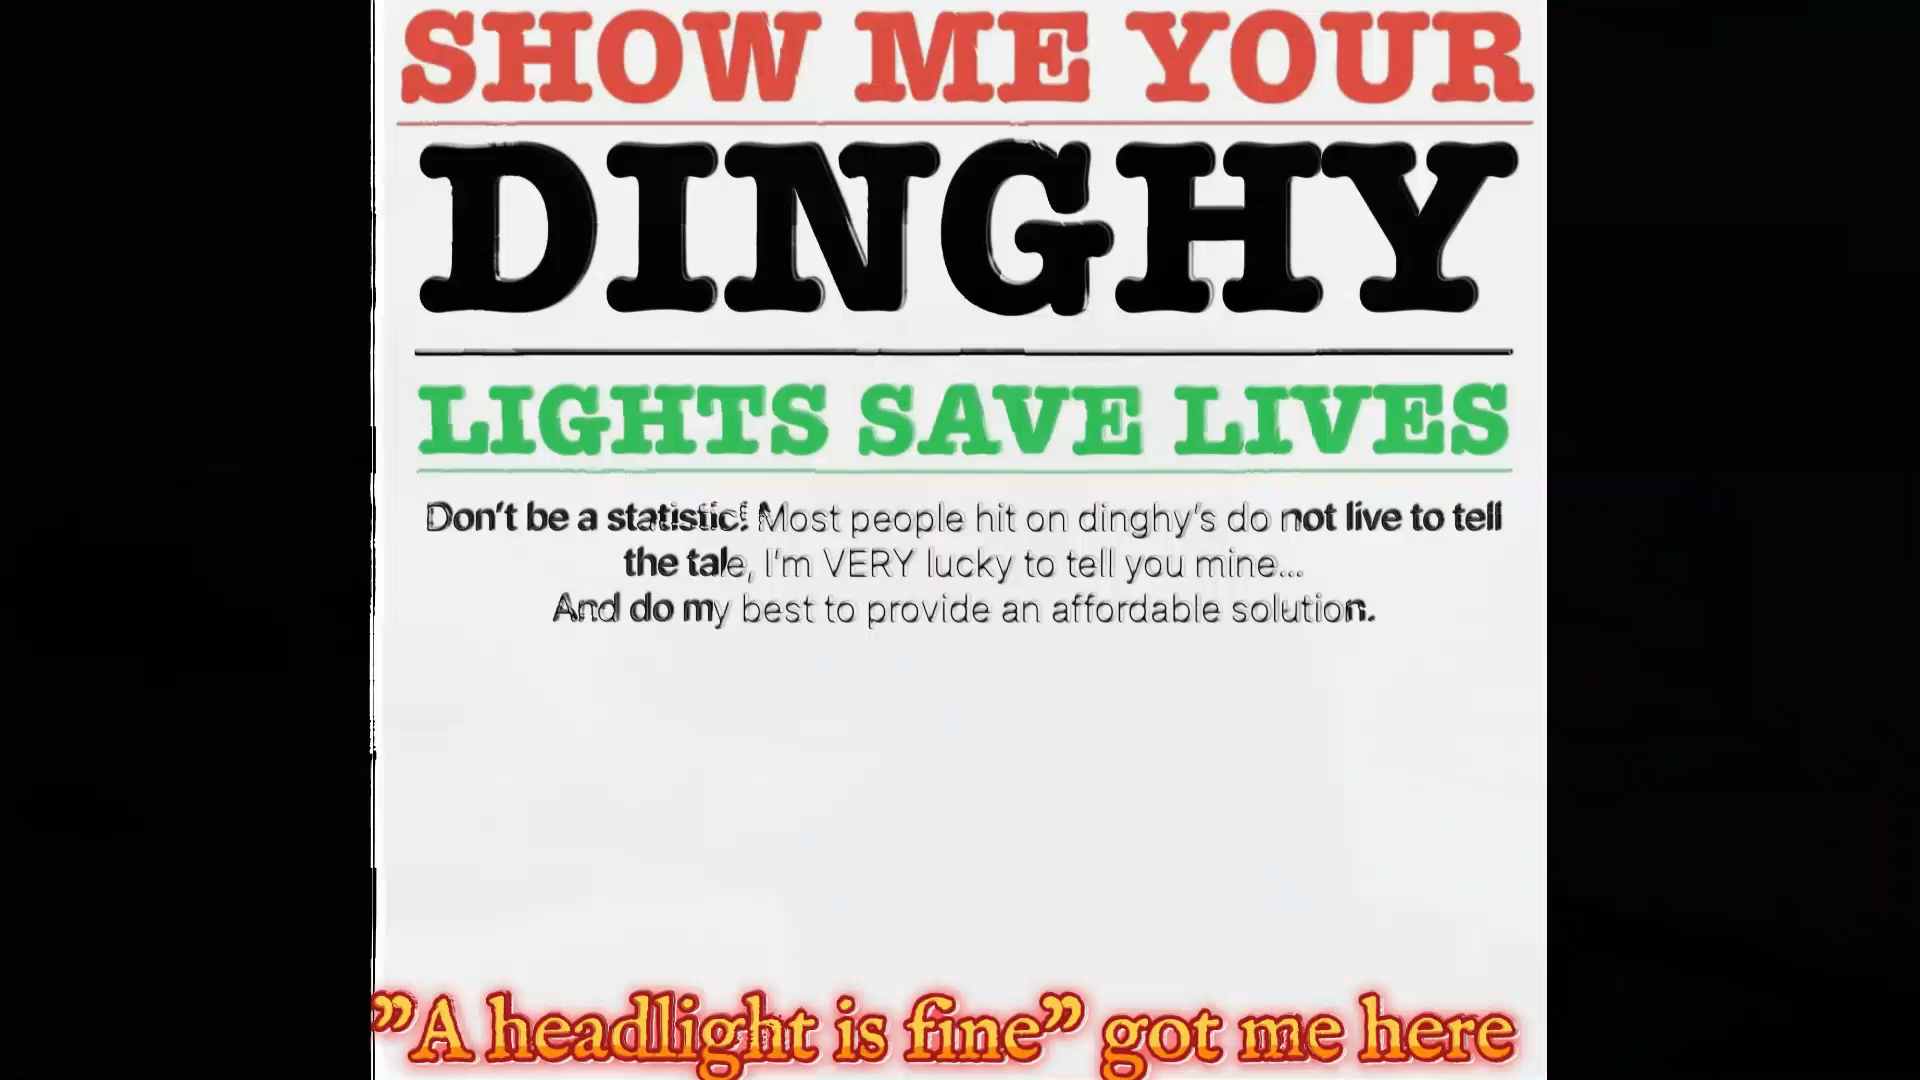 SHOW ME YOUR
DINGHY
LIGHTS SAVE LIVES
Don't be a statistic! Most people hit on dinghy's do not live to tell
the tale, I'm VERY lucky to tell you mine...
And do my best to provide an affordable solution.
”A headlight is fine” got me here